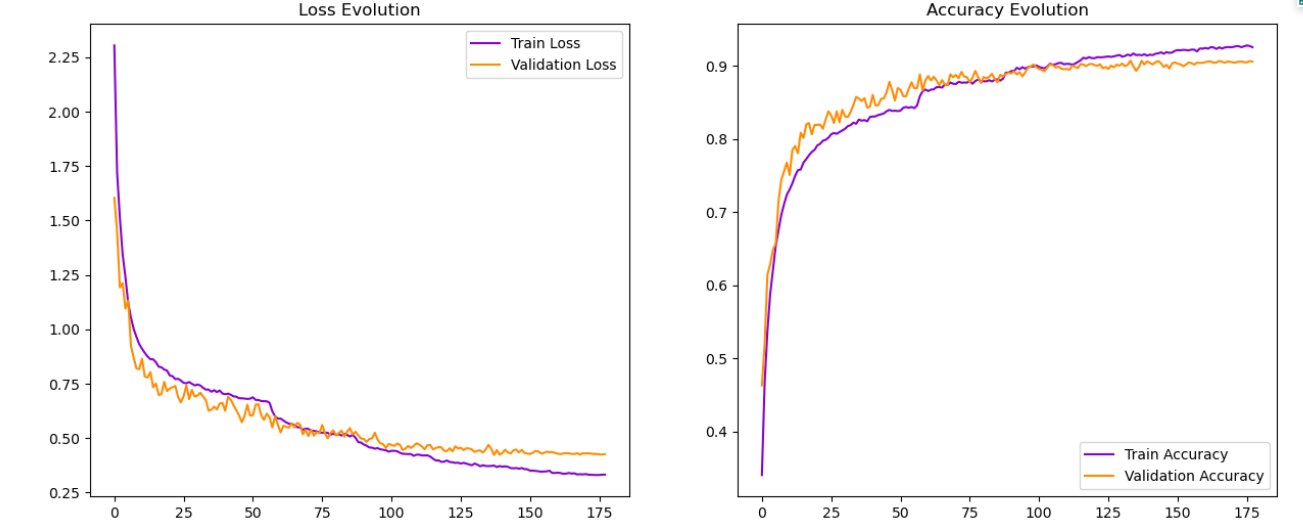 Loss Evolution
Train Loss
Validation Loss
2.25
2.00
1.75
1.50
1.25
1.00
0.75
0.50
0.25
0 25 50 75 100 125 150 175
Accuracy Evolution
0.9
0.8
0.7
0.6
0.5
0.4
Train Accuracy
Validation Accuracy
0 25 50 75 100 125 150 175